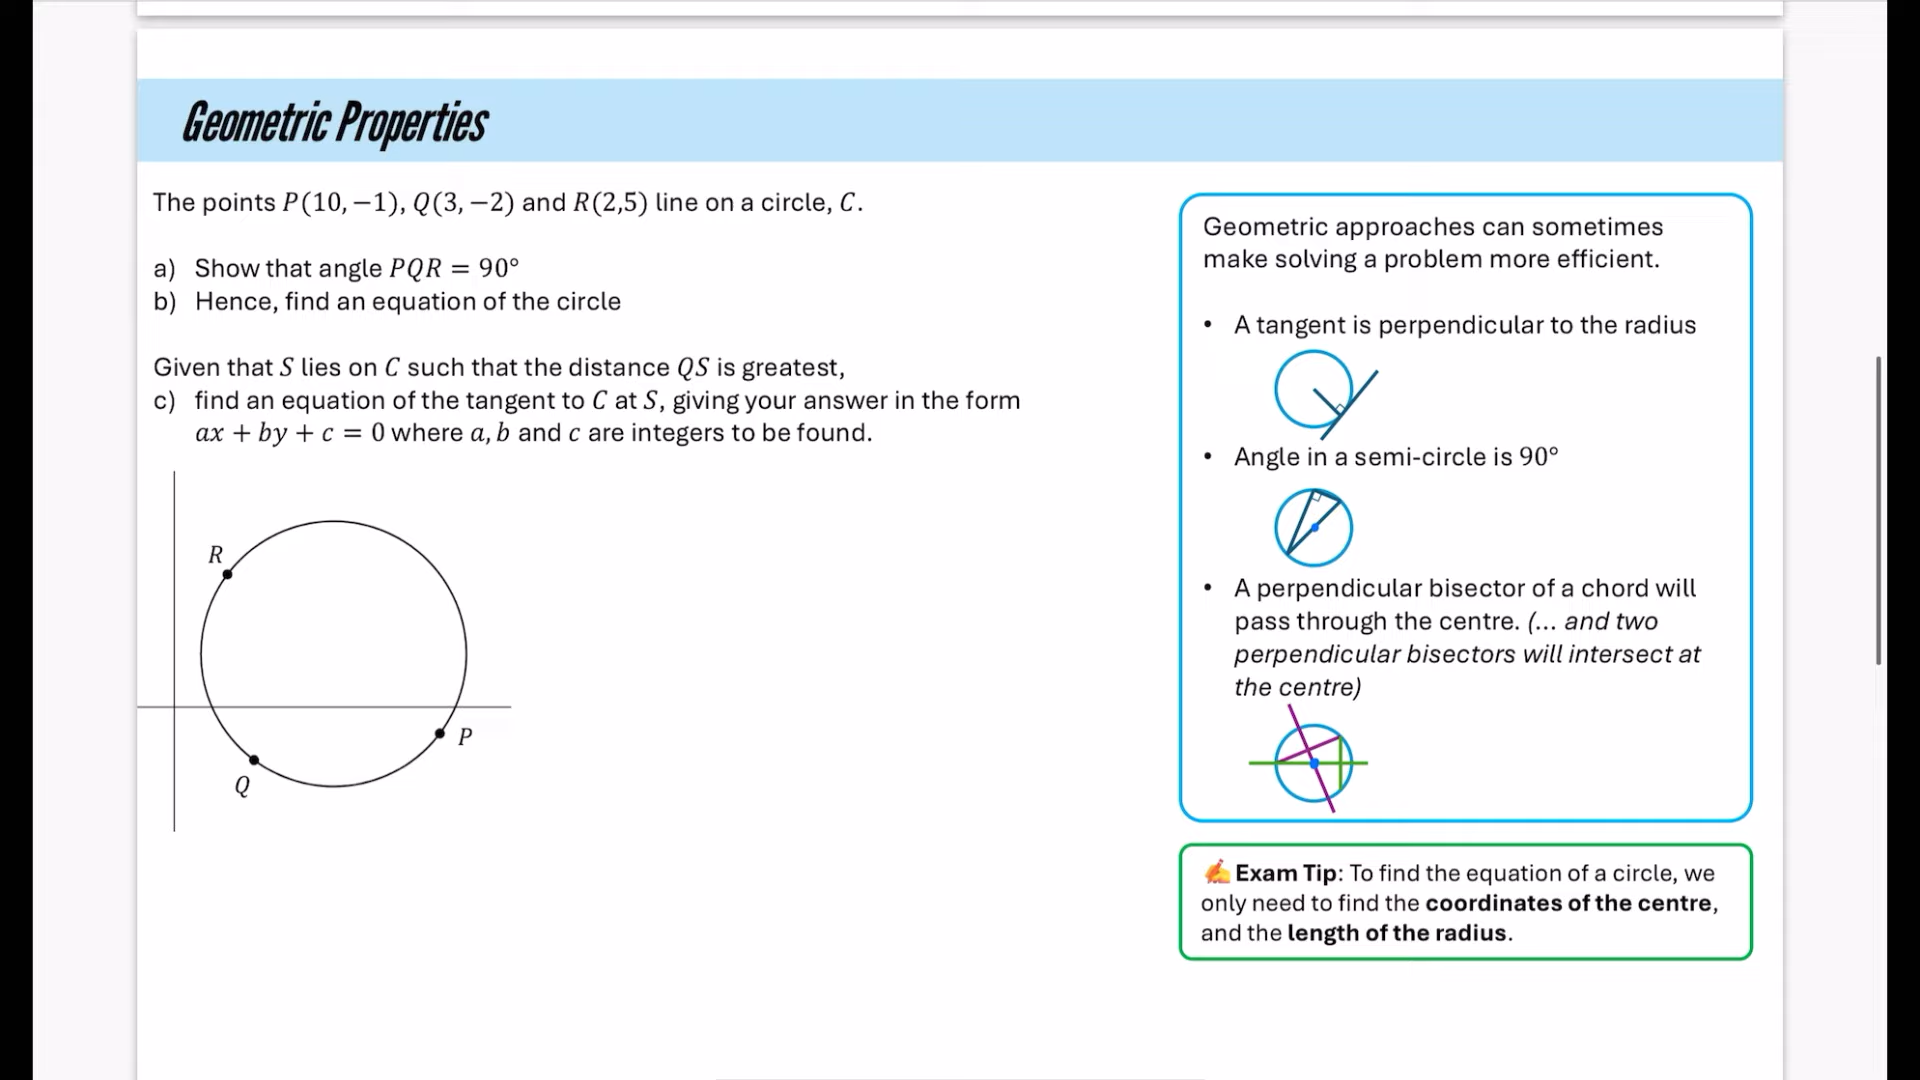 Geometric Properties
The points P(10, −1), Q(3, −2) and R(2,5) line on a circle, C.
a) Show that angle PQR = 90°
b) Hence, find an equation of the circle
Given that S lies on C such that the distance QS is greatest,
c) find an equation of the tangent to C at S, giving your answer in the form
ax + by + c = 0 where a, b and c are integers to be found.
R
P
Q
Geometric approaches can sometimes
make solving a problem more efficient.
• A tangent is perpendicular to the radius
• Angle in a semi-circle is 90°
• A perpendicular bisector of a chord will
pass through the centre. (... and two
perpendicular bisectors will intersect at
the centre)
✍ Exam Tip: To find the equation of a circle, we
only need to find the coordinates of the centre,
and the length of the radius.